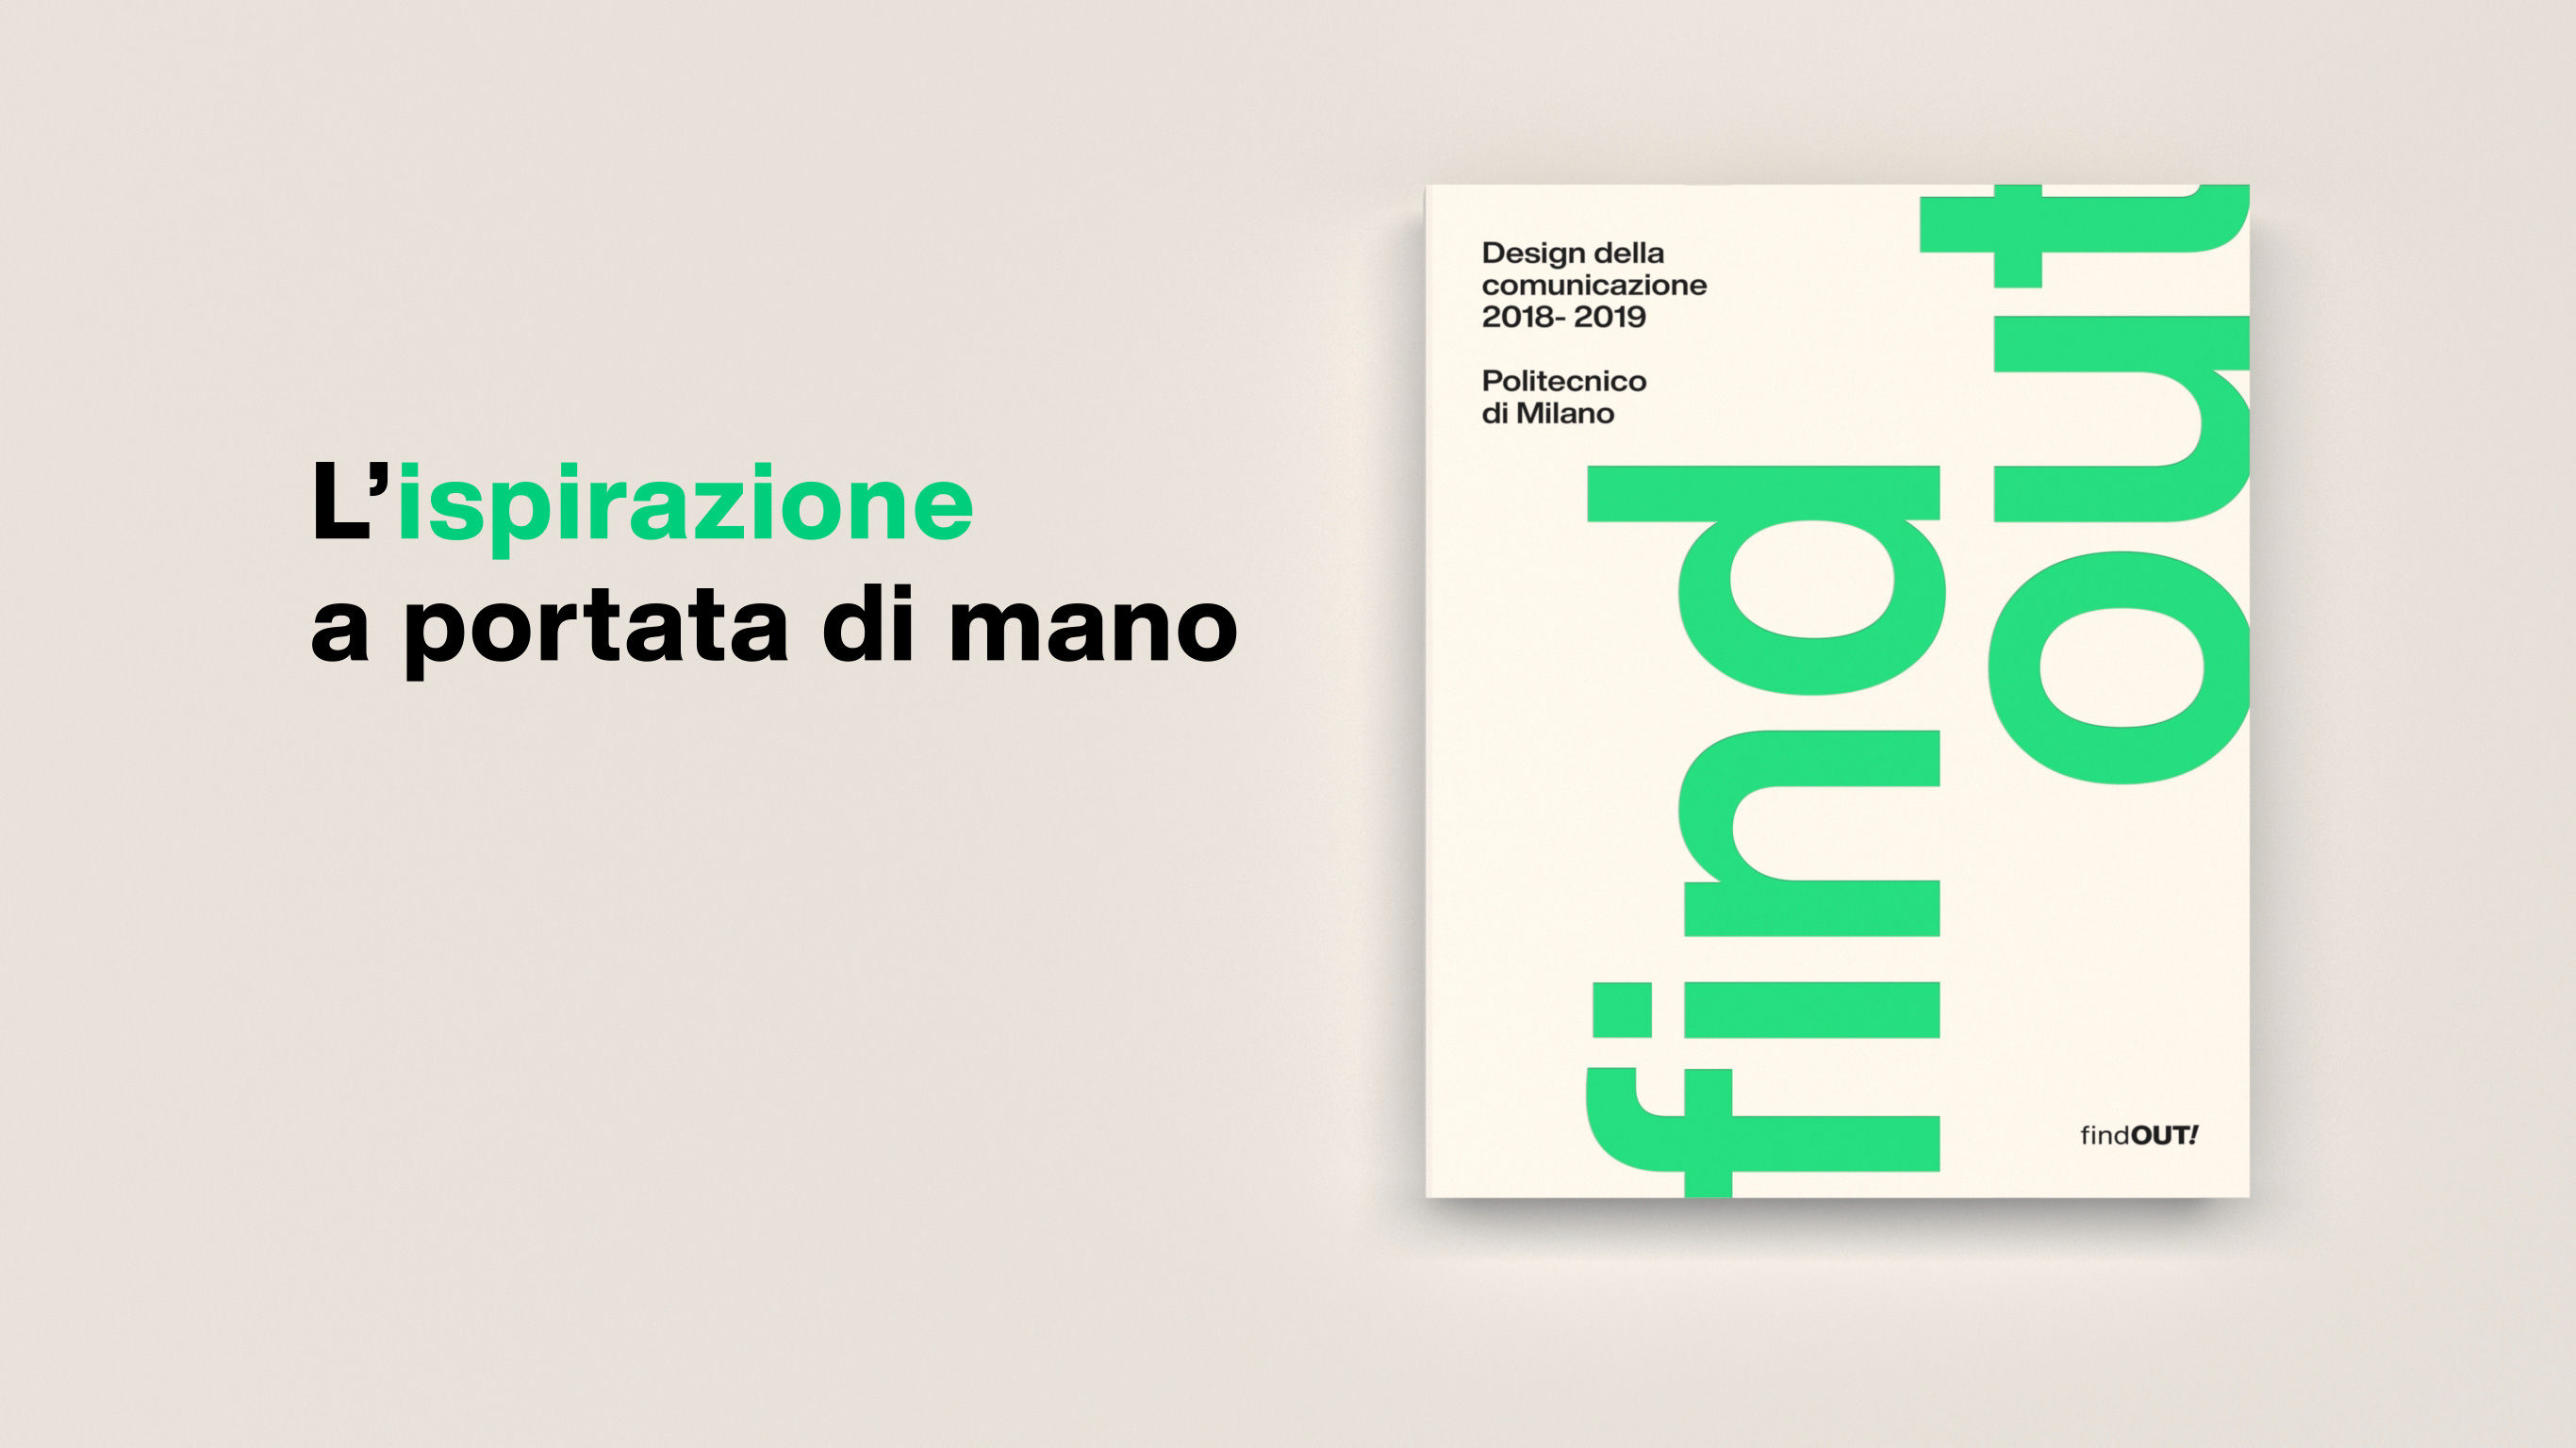 L’ispirazione
a portata di mano
Design della
comunicazione
2018- 2019
Politecnico
di Milano
find
out
findOUT!